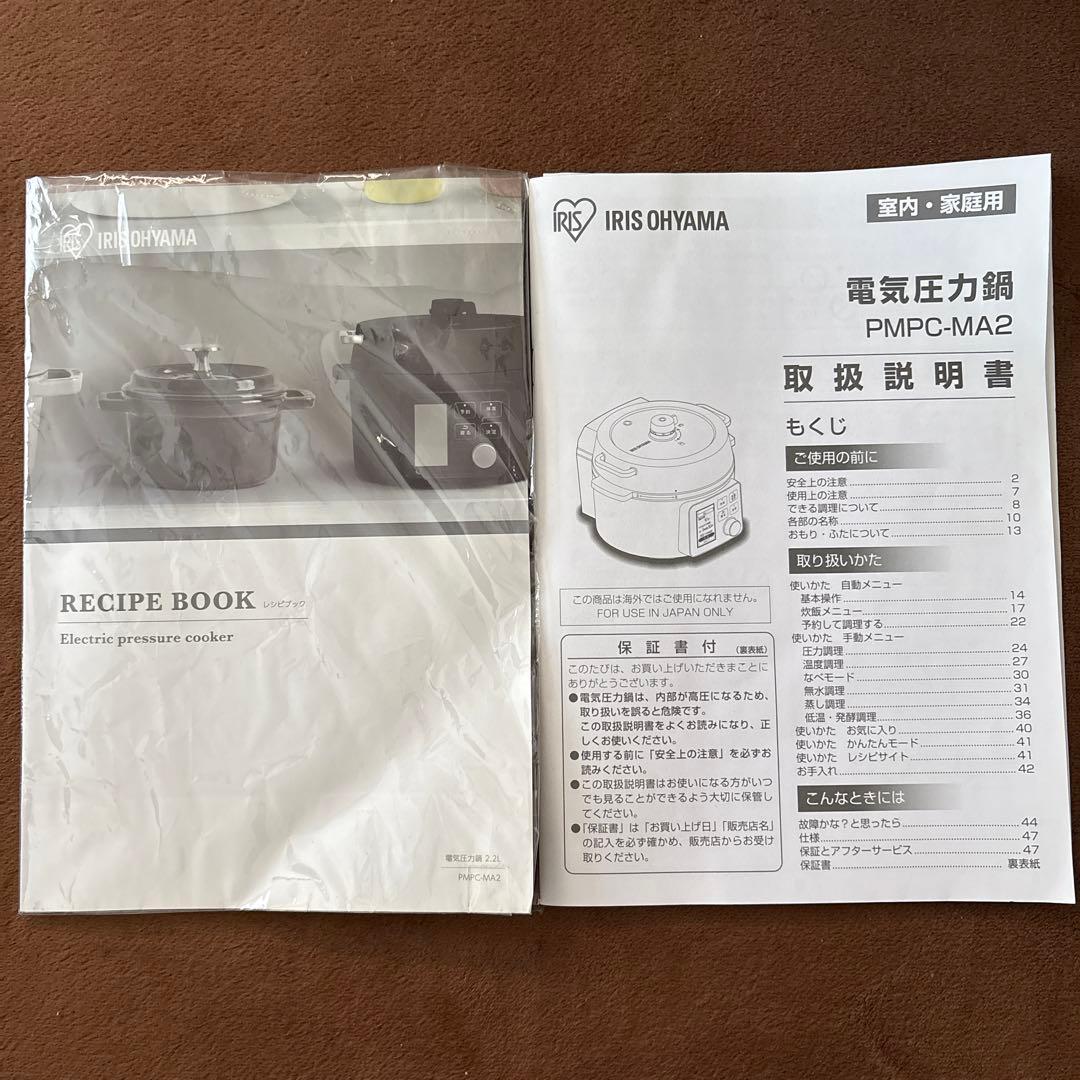 IRIS IRIS OHYAMA
予約 保温
戻る 決定
RECIPE BOOK レシピブック
Electric pressure cooker
電気圧力鍋 2.2L
PMPC-MA2
IRIS IRIS OHYAMA
室内・家庭用
電気圧力鍋
PMPC-MA2
取扱説明書
もくじ
ご使用の前に
安全上の注意 2
使用上の注意 7
できる調理について 8
各部の名称 10
おもり・ふたについて 13
取り扱いかた
使いかた 自動メニュー
基本操作 14
炊飯メニュー 17
予約して調理する 22
使いかた 手動メニュー
圧力調理 24
温度調理 27
なべモード 30
無水調理 31
蒸し調理 34
低温・発酵調理 36
使いかた お気に入り 40
使いかた かんたんモード 41
使いかた レシピサイト 41
お手入れ 42
こんなときには
故障かな?と思ったら 44
仕様 47
保証とアフターサービス 47
保証書 裏表紙
この商品は海外ではご使用になれません。
FOR USE IN JAPAN ONLY
保証書付 (裏表紙)
このたびは、お買い上げいただきまことに
ありがとうございます。
●電気圧力鍋は、内部が高圧になるため、
取り扱いを誤ると危険です。
この取扱説明書をよくお読みになり、正
しくお使いください。
●使用する前に「安全上の注意」を必ずお
読みください。
●この取扱説明書はお使いになる方がいつ
でも見ることができるよう大切に保管し
てください。
●「保証書」は「お買い上げ日」「販売店名」
の記入を必ず確かめ、販売店からお受け
取りください。